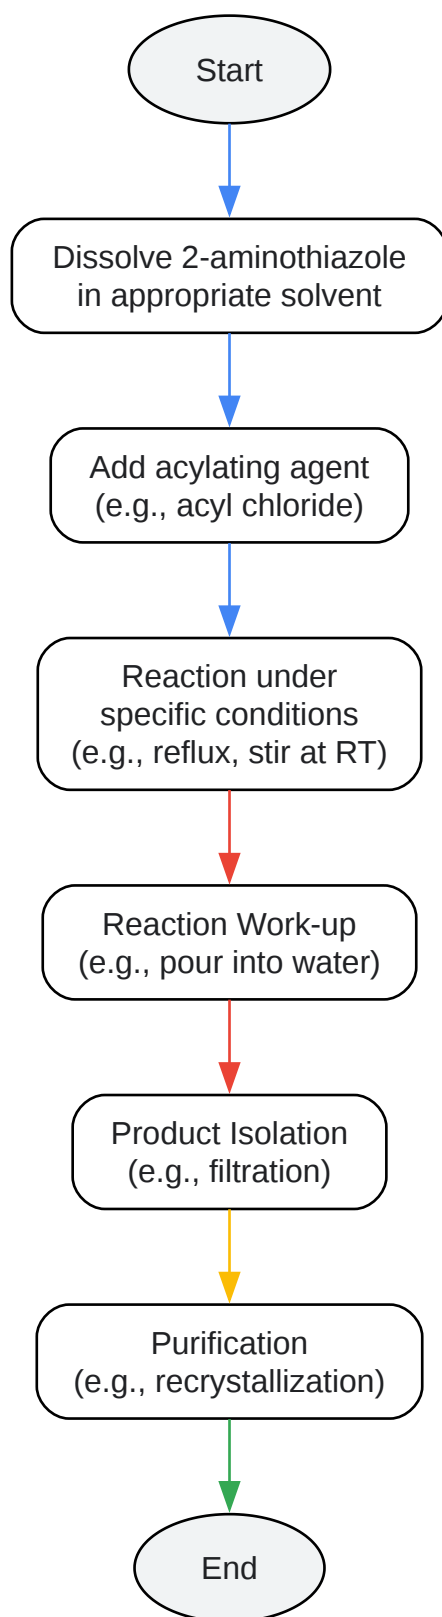 Start
Dissolve 2-aminothiazole
in appropriate solvent
Add acylating agent
(e.g., acyl chloride)
Reaction under
specific conditions
(e.g., reflux, stir at RT)
Reaction Work-up
(e.g., pour into water)
Product Isolation
(e.g., filtration)
Purification
(e.g., recrystallization)
End